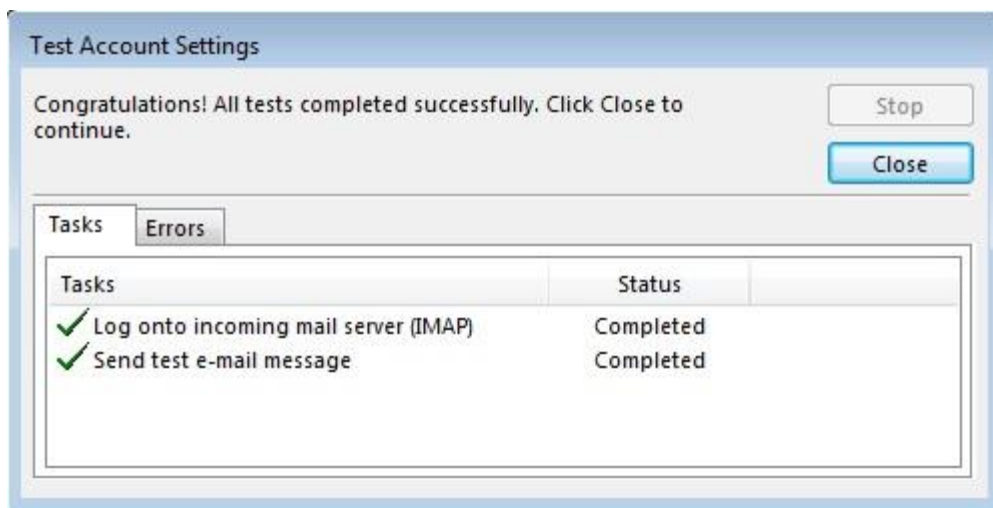 Test Account Settings
Congratulations! All tests completed successfully. Click Close to
continue.
Stop
Close
Tasks
Errors
Tasks Status
Log onto incoming mail server (IMAP) Completed
Send test e-mail message Completed